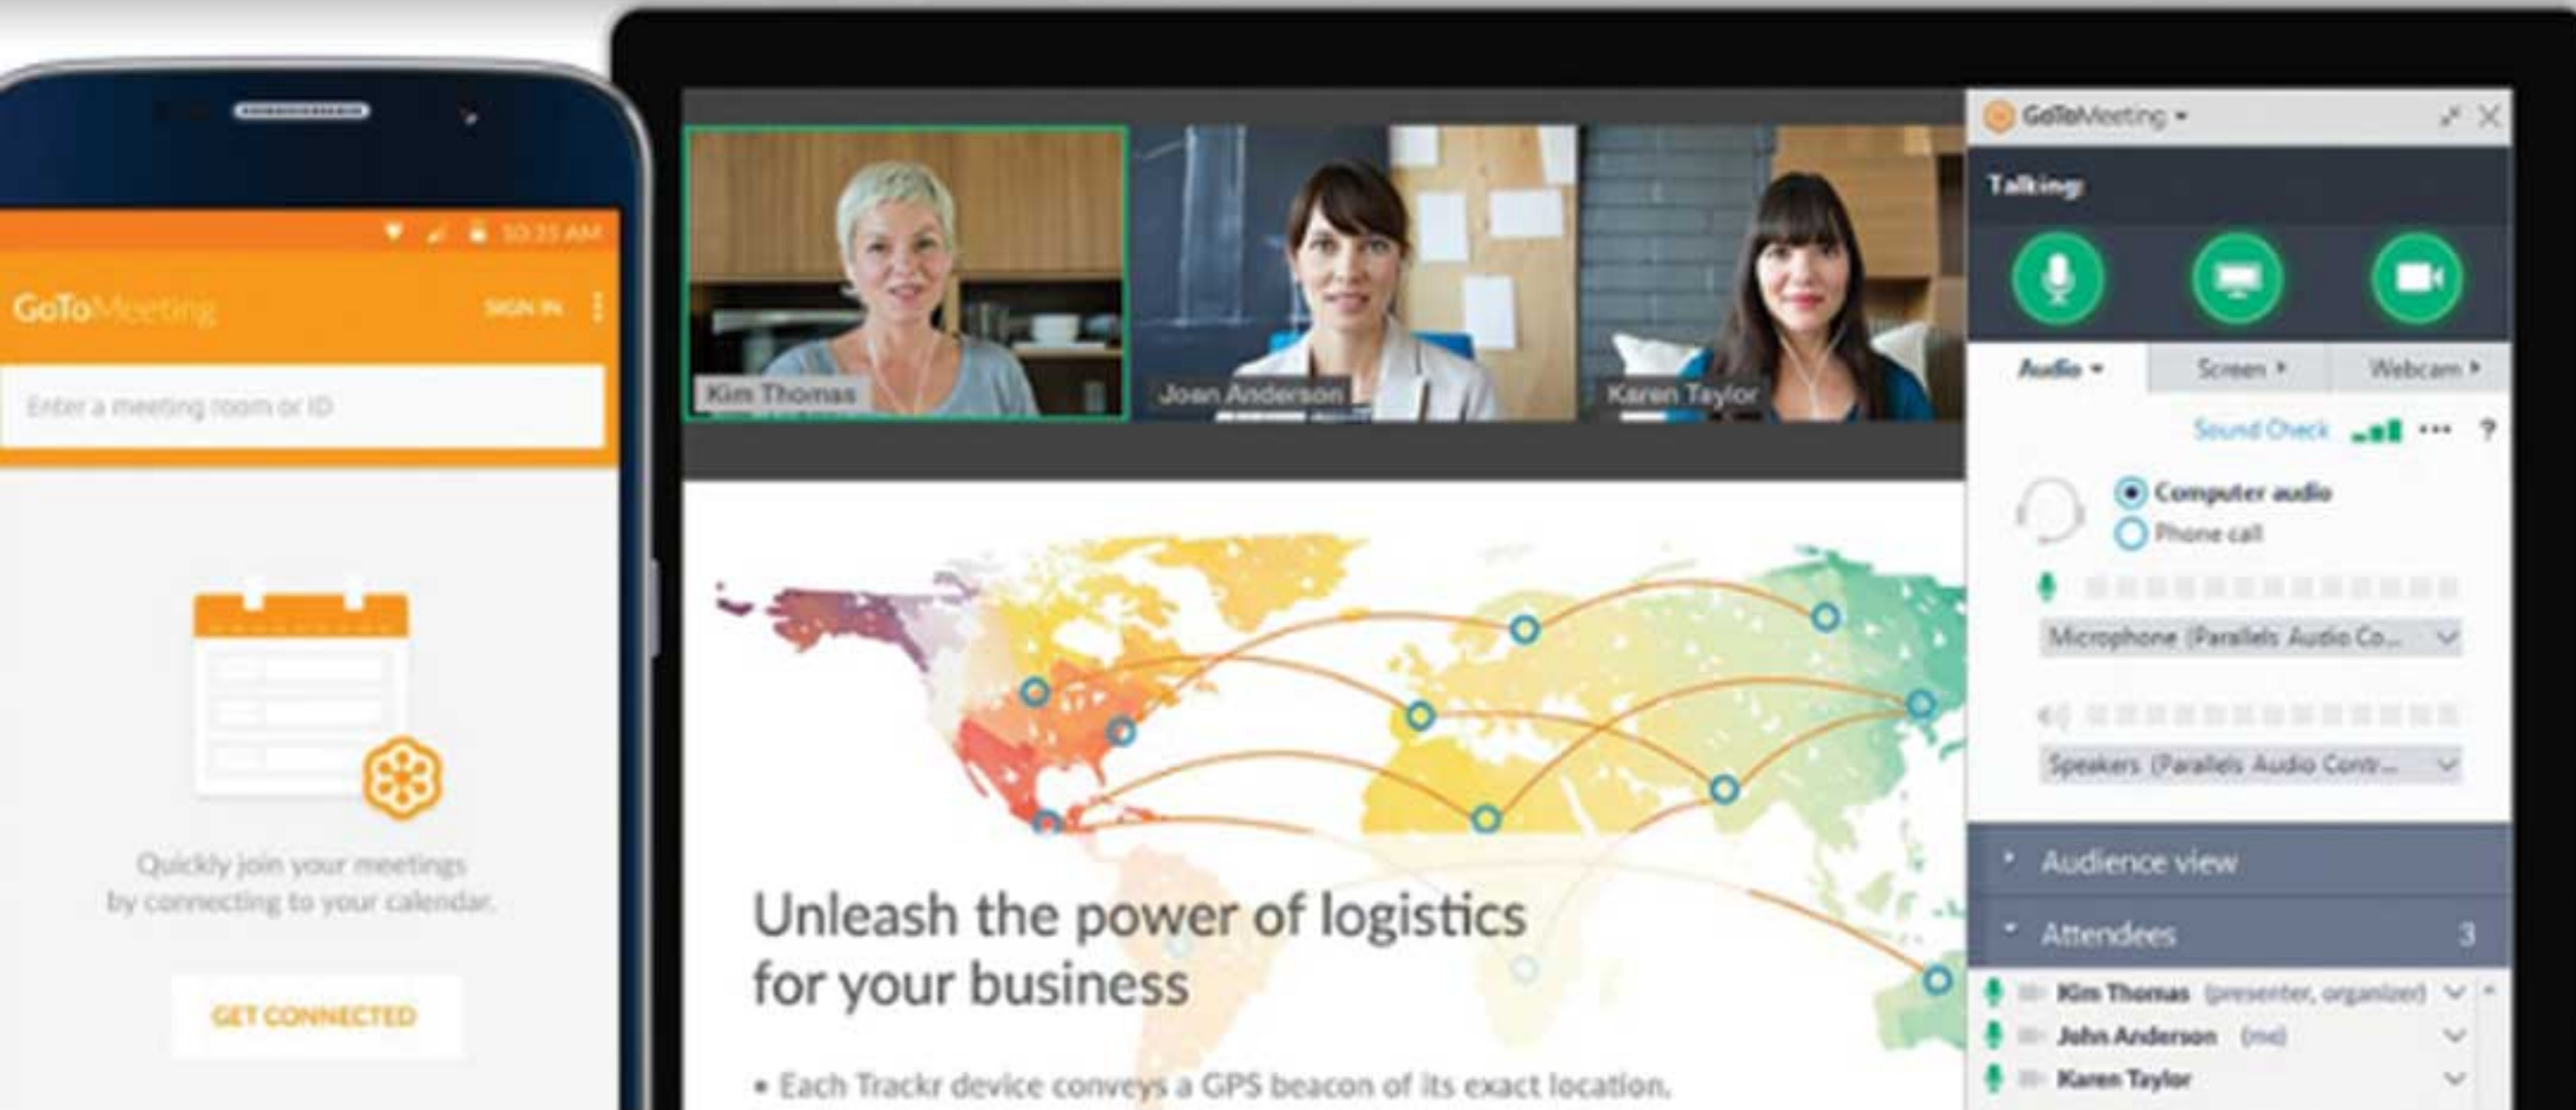 10:35 AM
GoToMeeting
SIGN IN
Enter a meeting room or ID
Quickly join your meetings
by connecting to your calendar.
GET CONNECTED
Kim Thomas
Joan Anderson
Karen Taylor
Unleash the power of logistics
for your business
• Each Trackr device conveys a GPS beacon of its exact location.
GoToMeeting
Talking:
Audio
Screen
Webcam
Sound Check
?
Computer audio
Phone call
Microphone (Parallels Audio Co...
Speakers (Parallels Audio Contr...
Audience view
Attendees 3
Kim Thomas (presenter, organizer)
John Anderson (me)
Karen Taylor